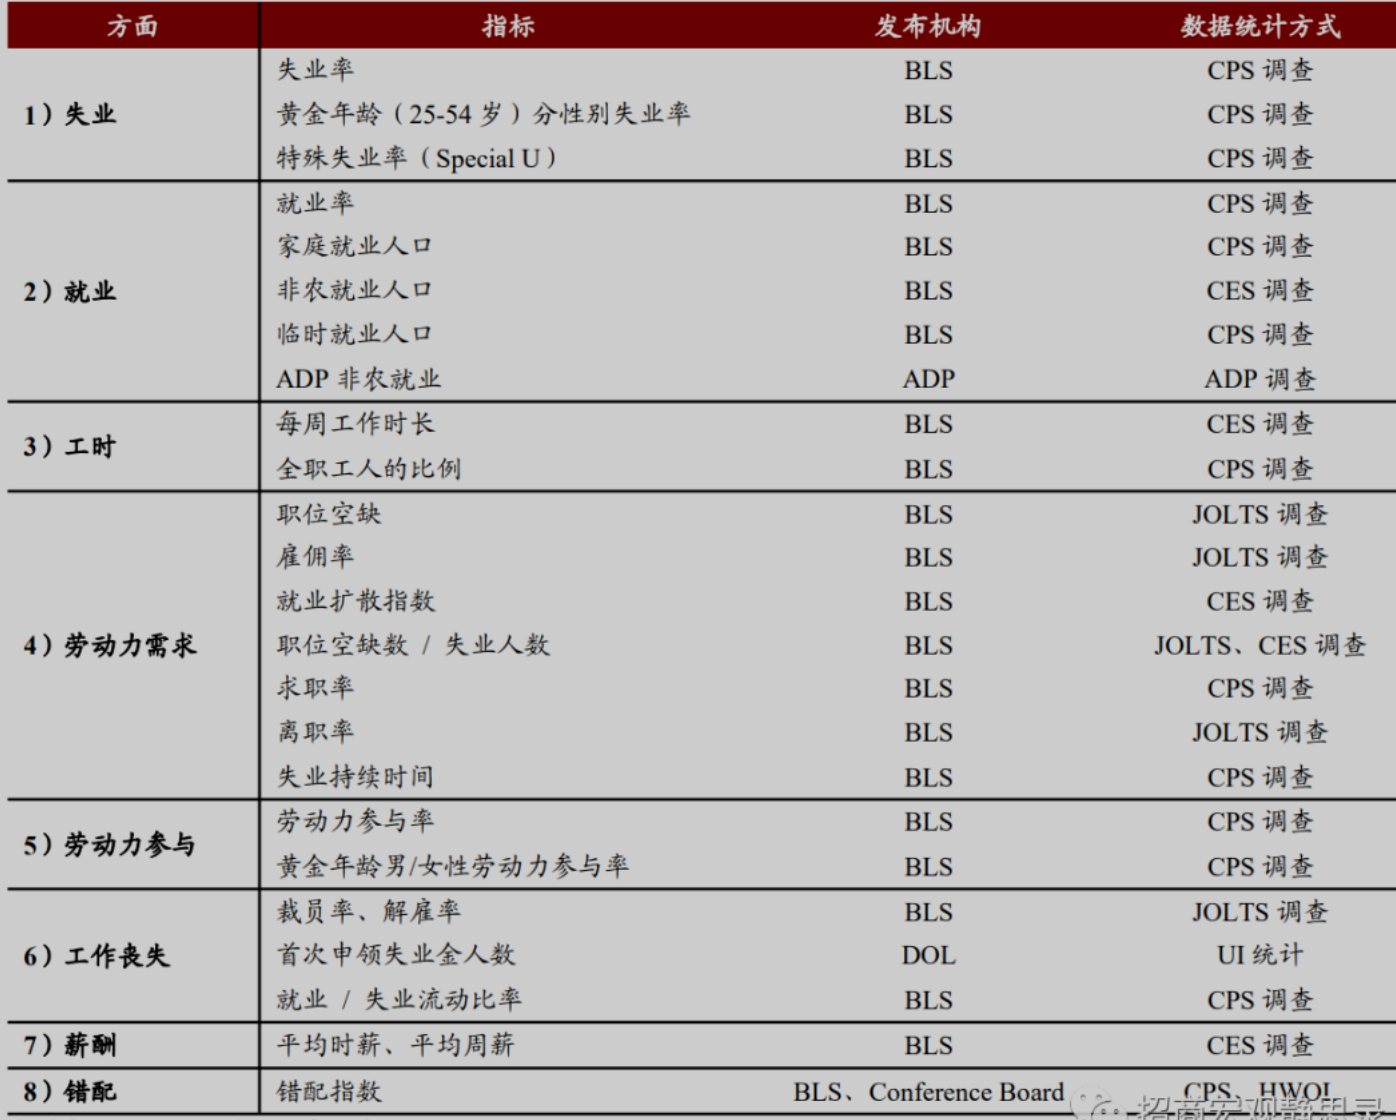 方面 指标 发布机构 数据统计方式
1）失业
失业率 BLS CPS 调查
黄金年龄（25-54 岁）分性别失业率 BLS CPS 调查
特殊失业率（Special U） BLS CPS 调查
2）就业
就业率 BLS CPS 调查
家庭就业人口 BLS CPS 调查
非农就业人口 BLS CES 调查
临时就业人口 BLS CPS 调查
ADP 非农就业 ADP ADP 调查
3）工时
每周工作时长 BLS CES 调查
全职工人的比例 BLS CPS 调查
4）劳动力需求
职位空缺 BLS JOLTS 调查
雇佣率 BLS JOLTS 调查
就业扩散指数 BLS CES 调查
职位空缺数 / 失业人数 BLS JOLTS、CES 调查
求职率 BLS CPS 调查
离职率 BLS JOLTS 调查
失业持续时间 BLS CPS 调查
5）劳动力参与
劳动力参与率 BLS CPS 调查
黄金年龄男/女性劳动力参与率 BLS CPS 调查
6）工作丧失
裁员率、解雇率 BLS JOLTS 调查
首次申领失业金人数 DOL UI 统计
就业 / 失业流动比率 BLS CPS 调查
7）薪酬
平均时薪、平均周薪 BLS CES 调查
8）错配
错配指数 BLS、Conference Board CPS、HWOL
招商宏观静思录